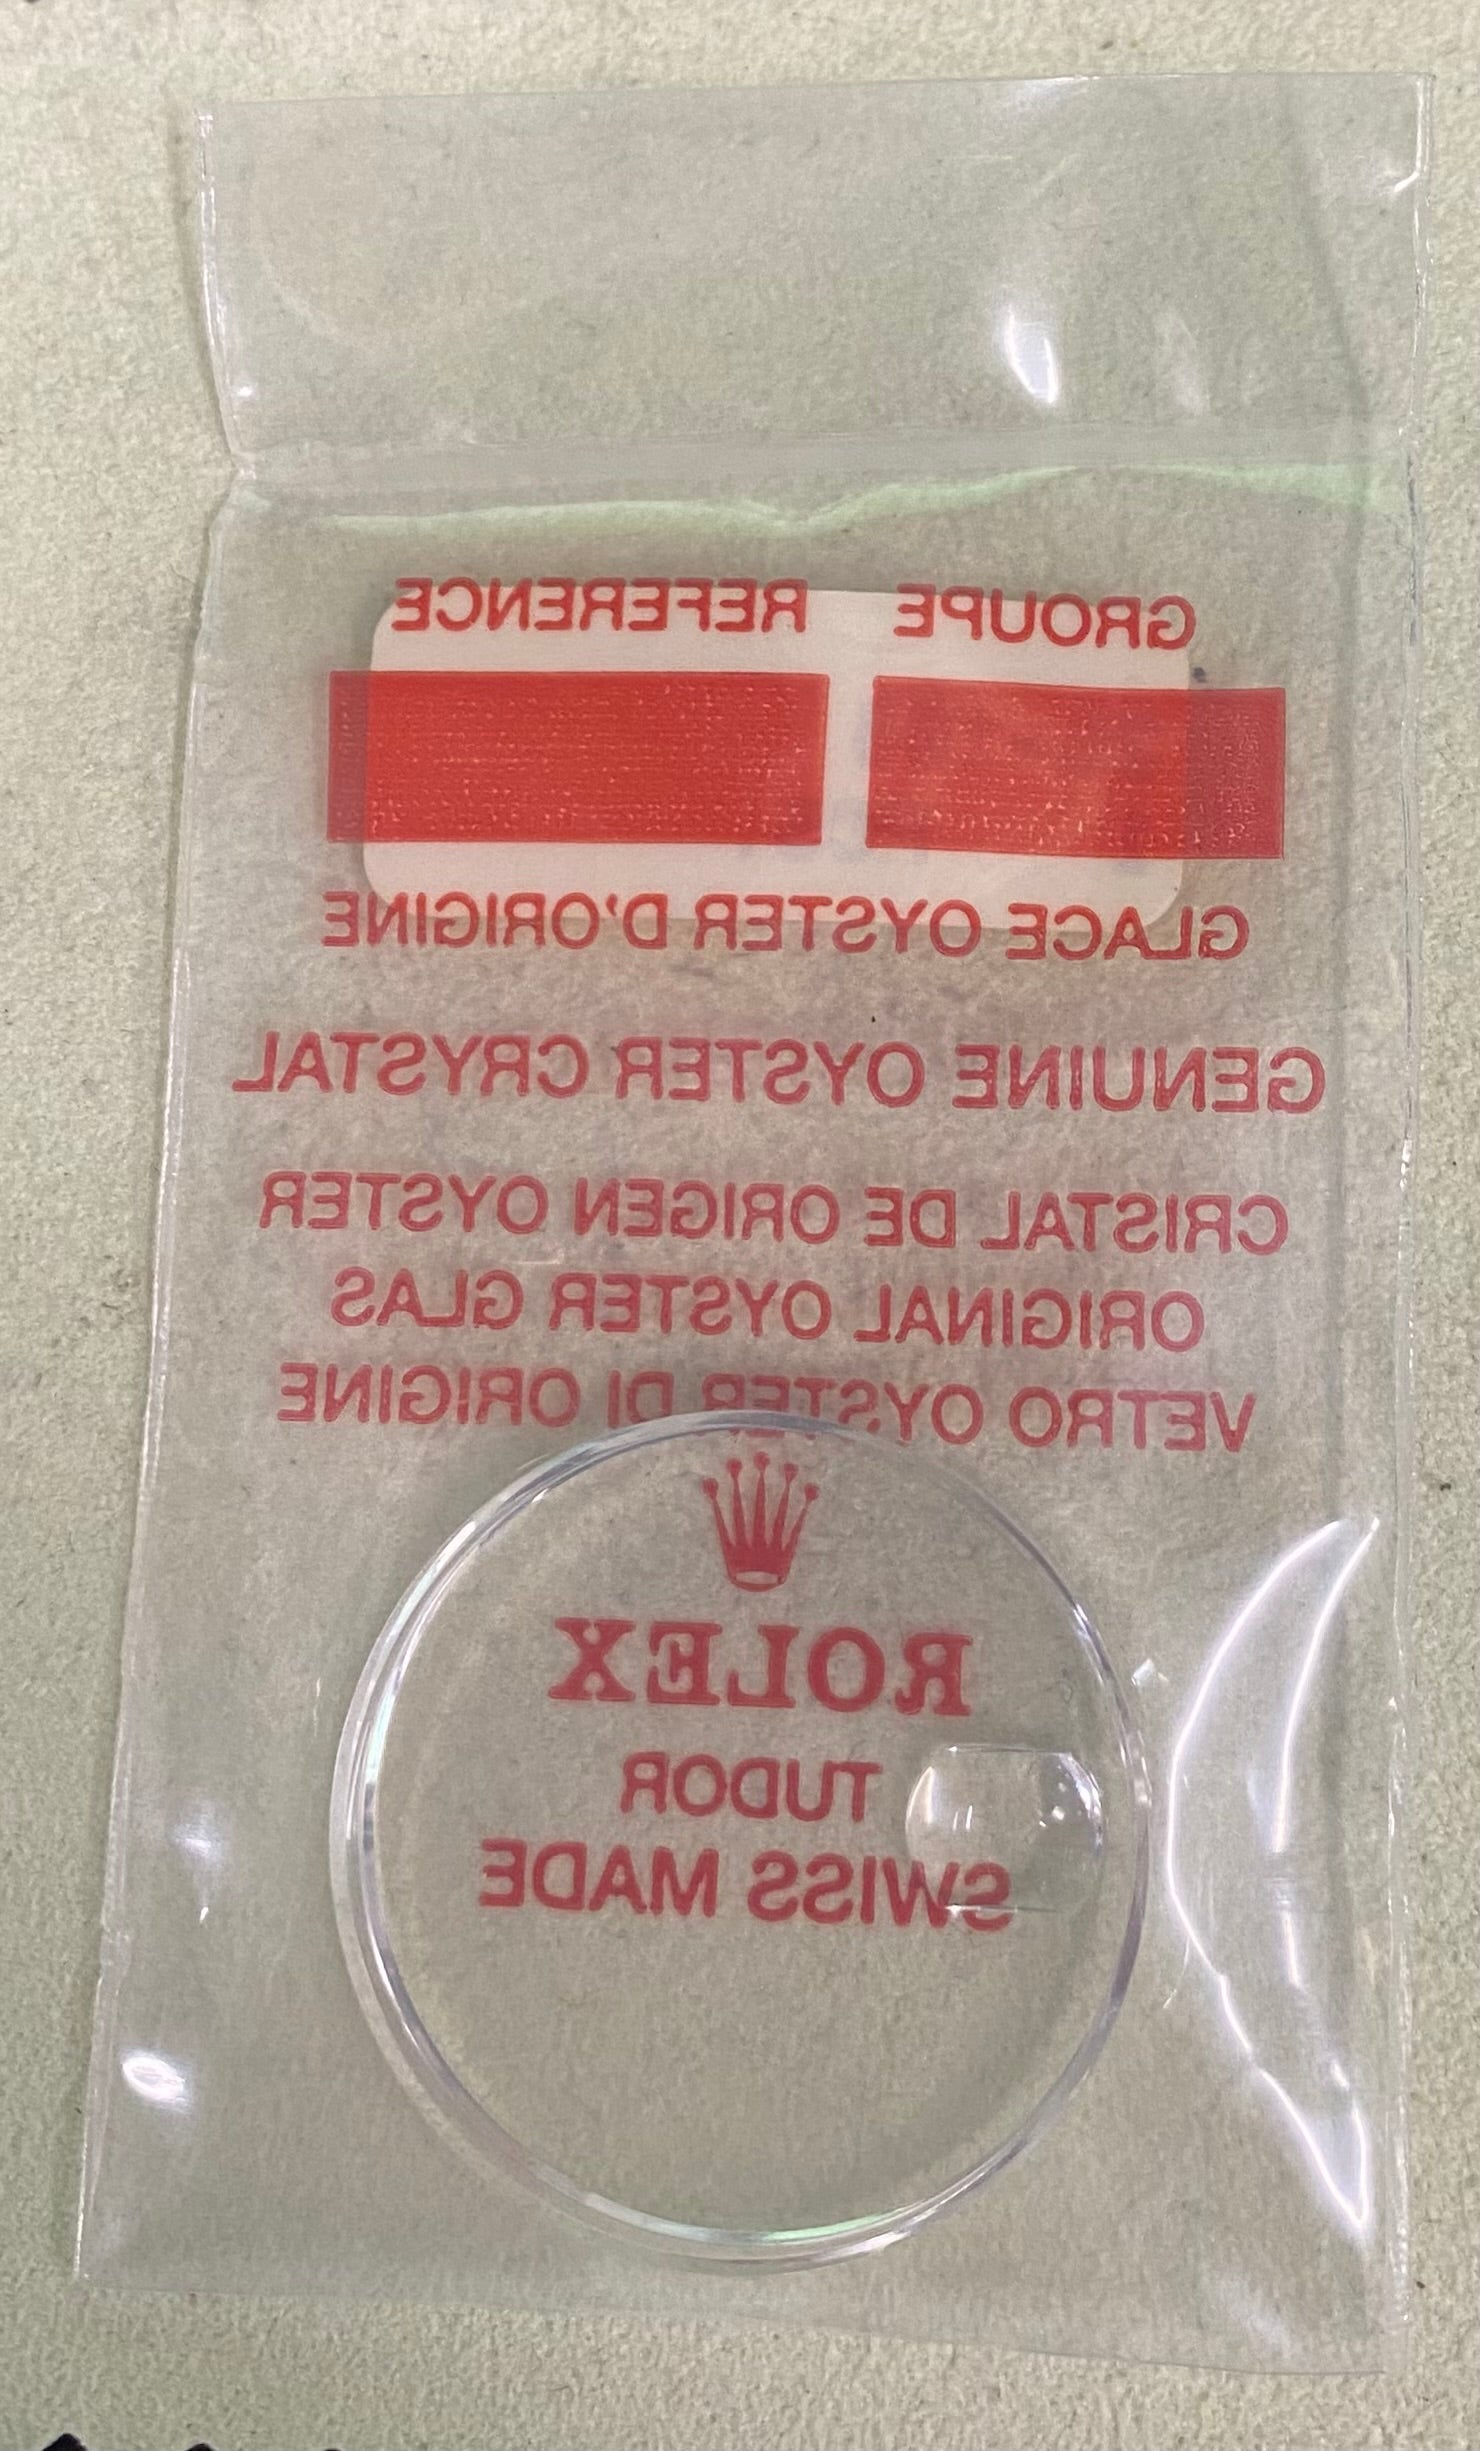 GROUPE REFERENCE
GLACE OYSTER D'ORIGINE
GENUINE OYSTER CRYSTAL
CRISTAL DE ORIGEN OYSTER
ORIGINAL OYSTER GLAS
VETRO OYSTER DI ORIGINE
ROLEX
TUDOR
SWISS MADE